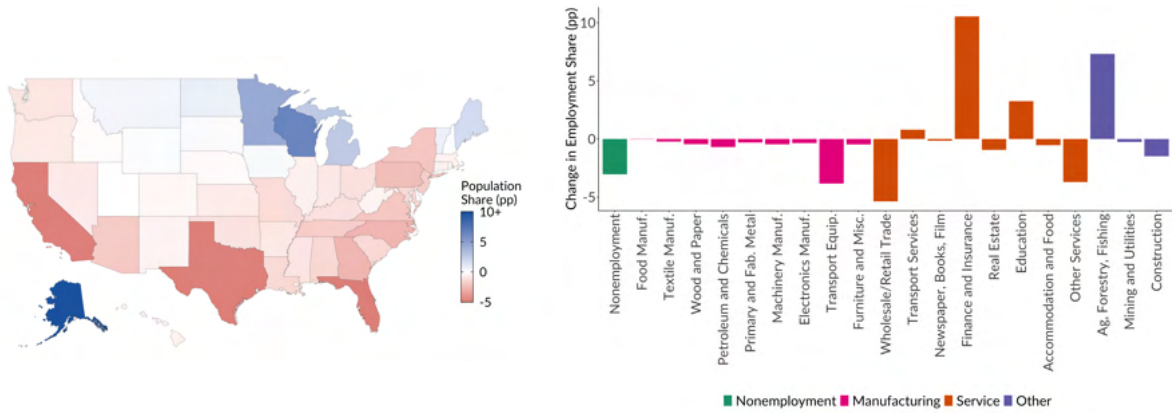 Population
Share (pp)
10+
5
0
-5
Change in Employment Share (pp)
10
5
0
-5
Nonemployment
Food Manuf.
Textile Manuf.
Wood and Paper
Petroleum and Chemicals
Primary and Fab. Metal
Machinery Manuf.
Electronics Manuf.
Transport Equip.
Furniture and Misc.
Wholesale/Retail Trade
Transport Services
Newspaper, Books, Film
Finance and Insurance
Real Estate
Education
Accommodation and Food
Other Services
Ag, Forestry, Fishing
Mining and Utilities
Construction
Nonemployment Manufacturing Service Other